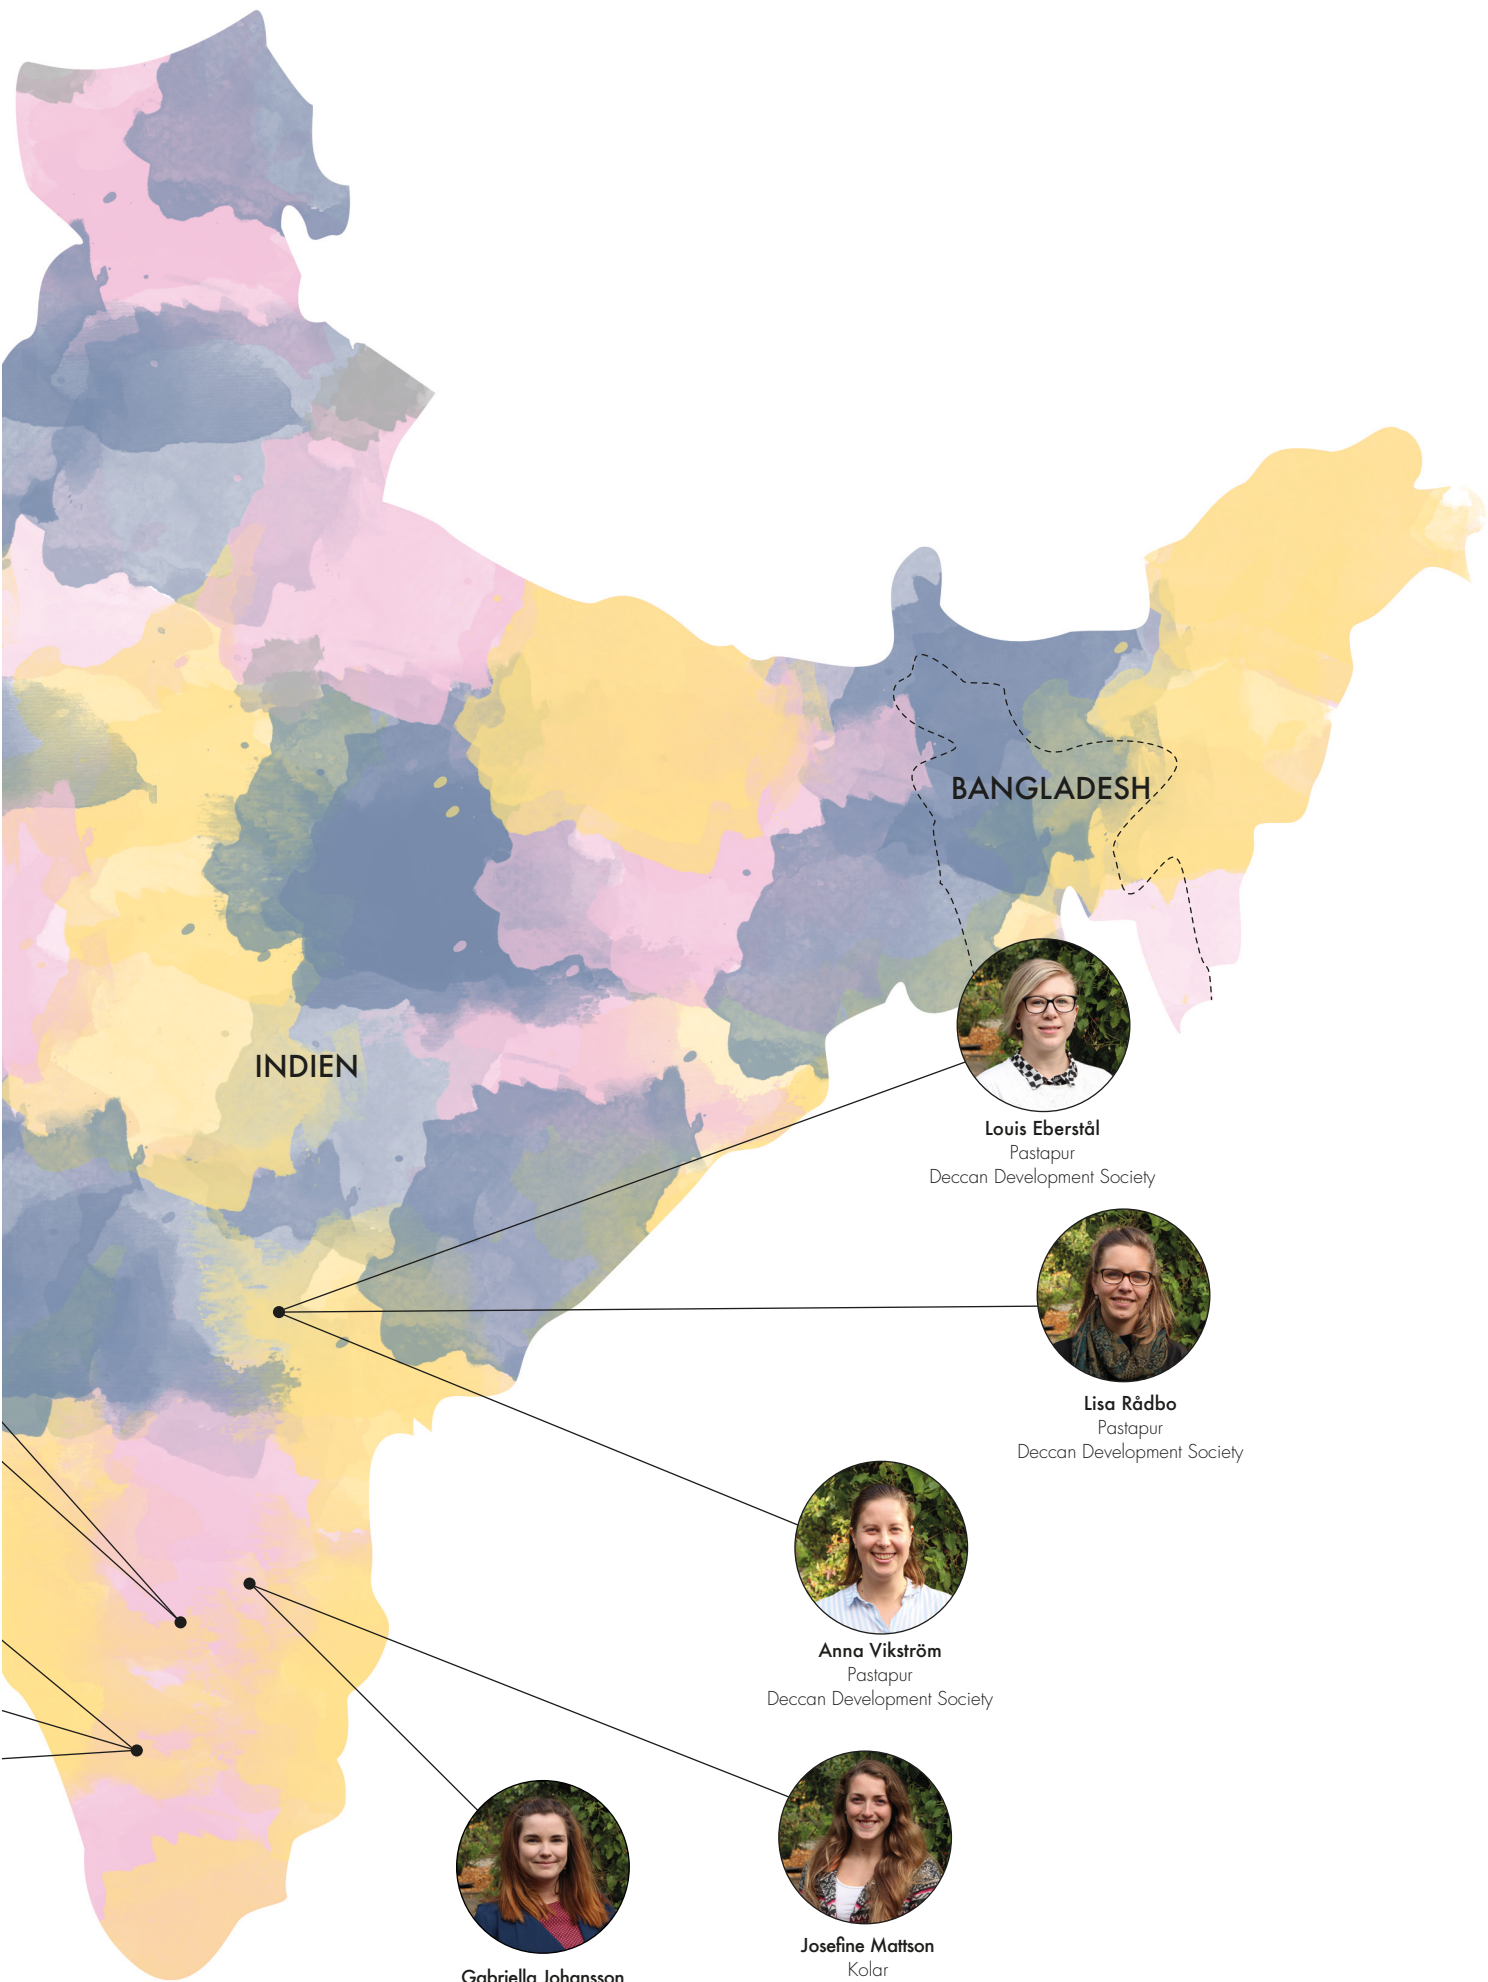 BANGLADESH
INDIEN
Louis Eberstål
Pastapur
Deccan Development Society
Lisa Rådbo
Pastapur
Deccan Development Society
Anna Vikström
Pastapur
Deccan Development Society
Josefine Mattson
Kolar
Gabriella Johansson